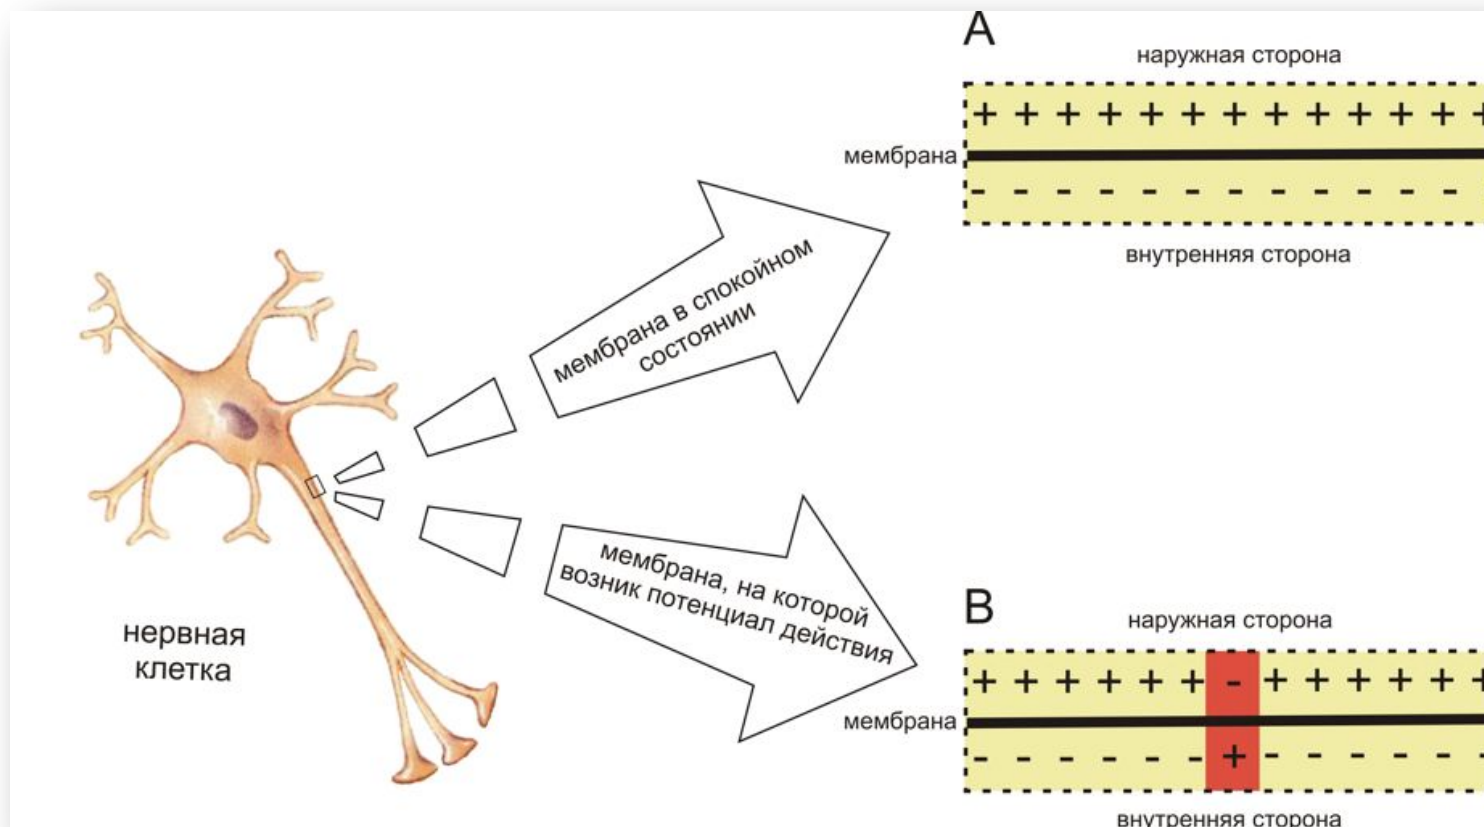 A
наружная сторона
+ + + + + + + + + + + + +
мембрана
- - - - - - - - - - - -
внутренняя сторона
мембрана в спокойном
состоянии
мембрана, на которой
возник потенциал действия
нервная
клетка
B
наружная сторона
+ + + + + + - + + + + + +
мембрана
- - - - - - + - - - - - -
внутренняя сторона